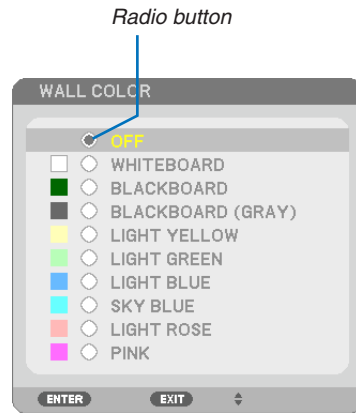 Radio button
WALL COLOR
OFF
WHITEBOARD
BLACKBOARD
BLACKBOARD (GRAY)
LIGHT YELLOW
LIGHT GREEN
LIGHT BLUE
SKY BLUE
LIGHT ROSE
PINK
ENTER EXIT